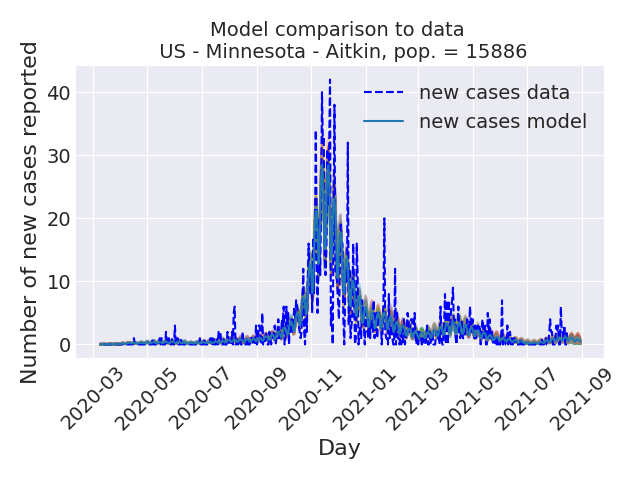 Model comparison to data
US - Minnesota - Aitkin, pop. = 15886
Number of new cases reported
40
30
20
10
0
new cases data
new cases model
2020-03
2020-05
2020-07
2020-09
2020-11
2021-01
2021-03
2021-05
2021-07
2021-09
Day